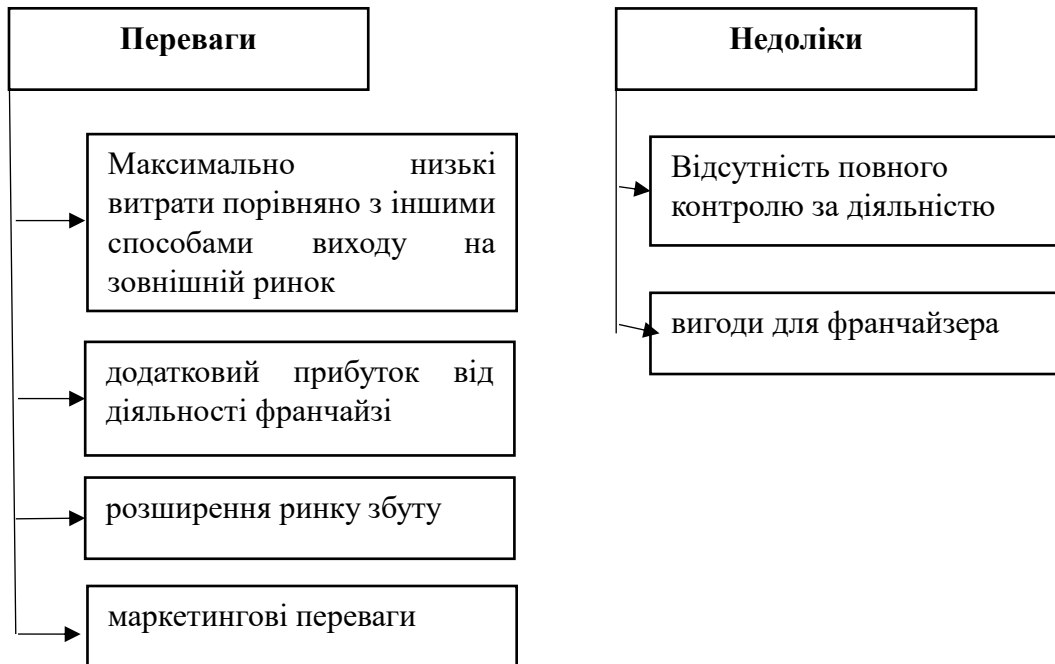 Переваги
Максимально низькі
витрати порівняно з іншими
способами виходу на
зовнішній ринок
додатковий прибуток від
діяльності франчайзі
розширення ринку збуту
маркетингові переваги
Недоліки
Відсутність повного
контролю за діяльністю
вигоди для франчайзера